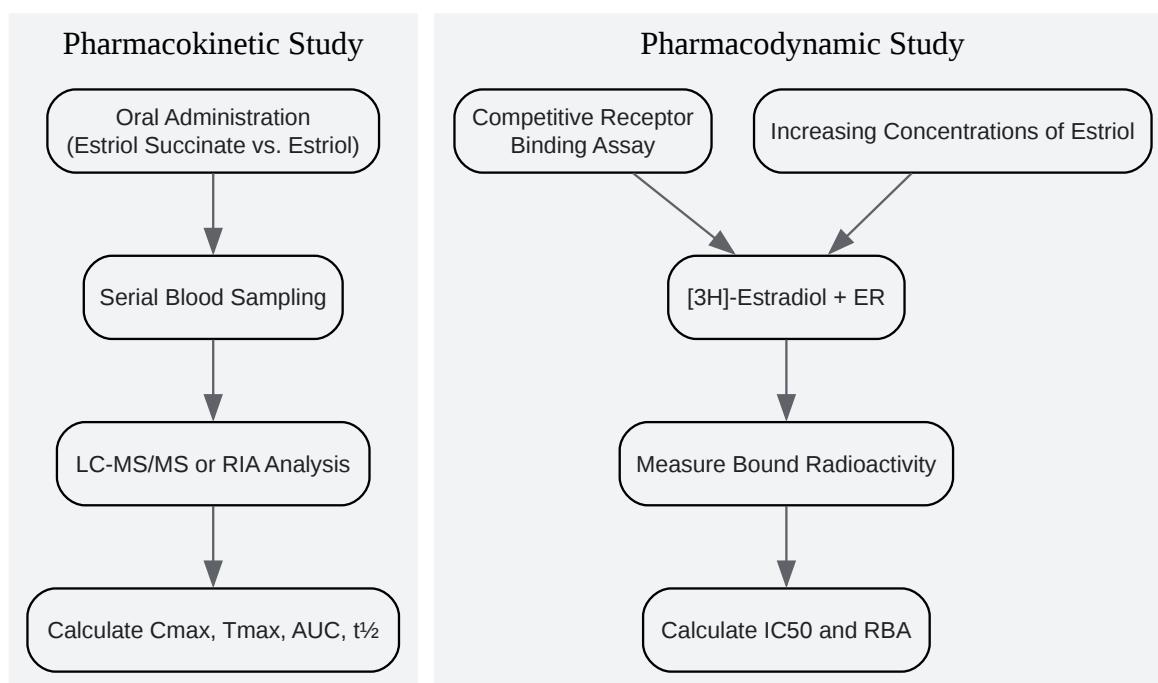 Pharmacokinetic Study
Oral Administration
(Estriol Succinate vs. Estriol)
Serial Blood Sampling
LC-MS/MS or RIA Analysis
Calculate Cmax, Tmax, AUC, t½
Pharmacodynamic Study
Competitive Receptor
Binding Assay
Increasing Concentrations of Estriol
[3H]-Estradiol + ER
Measure Bound Radioactivity
Calculate IC50 and RBA